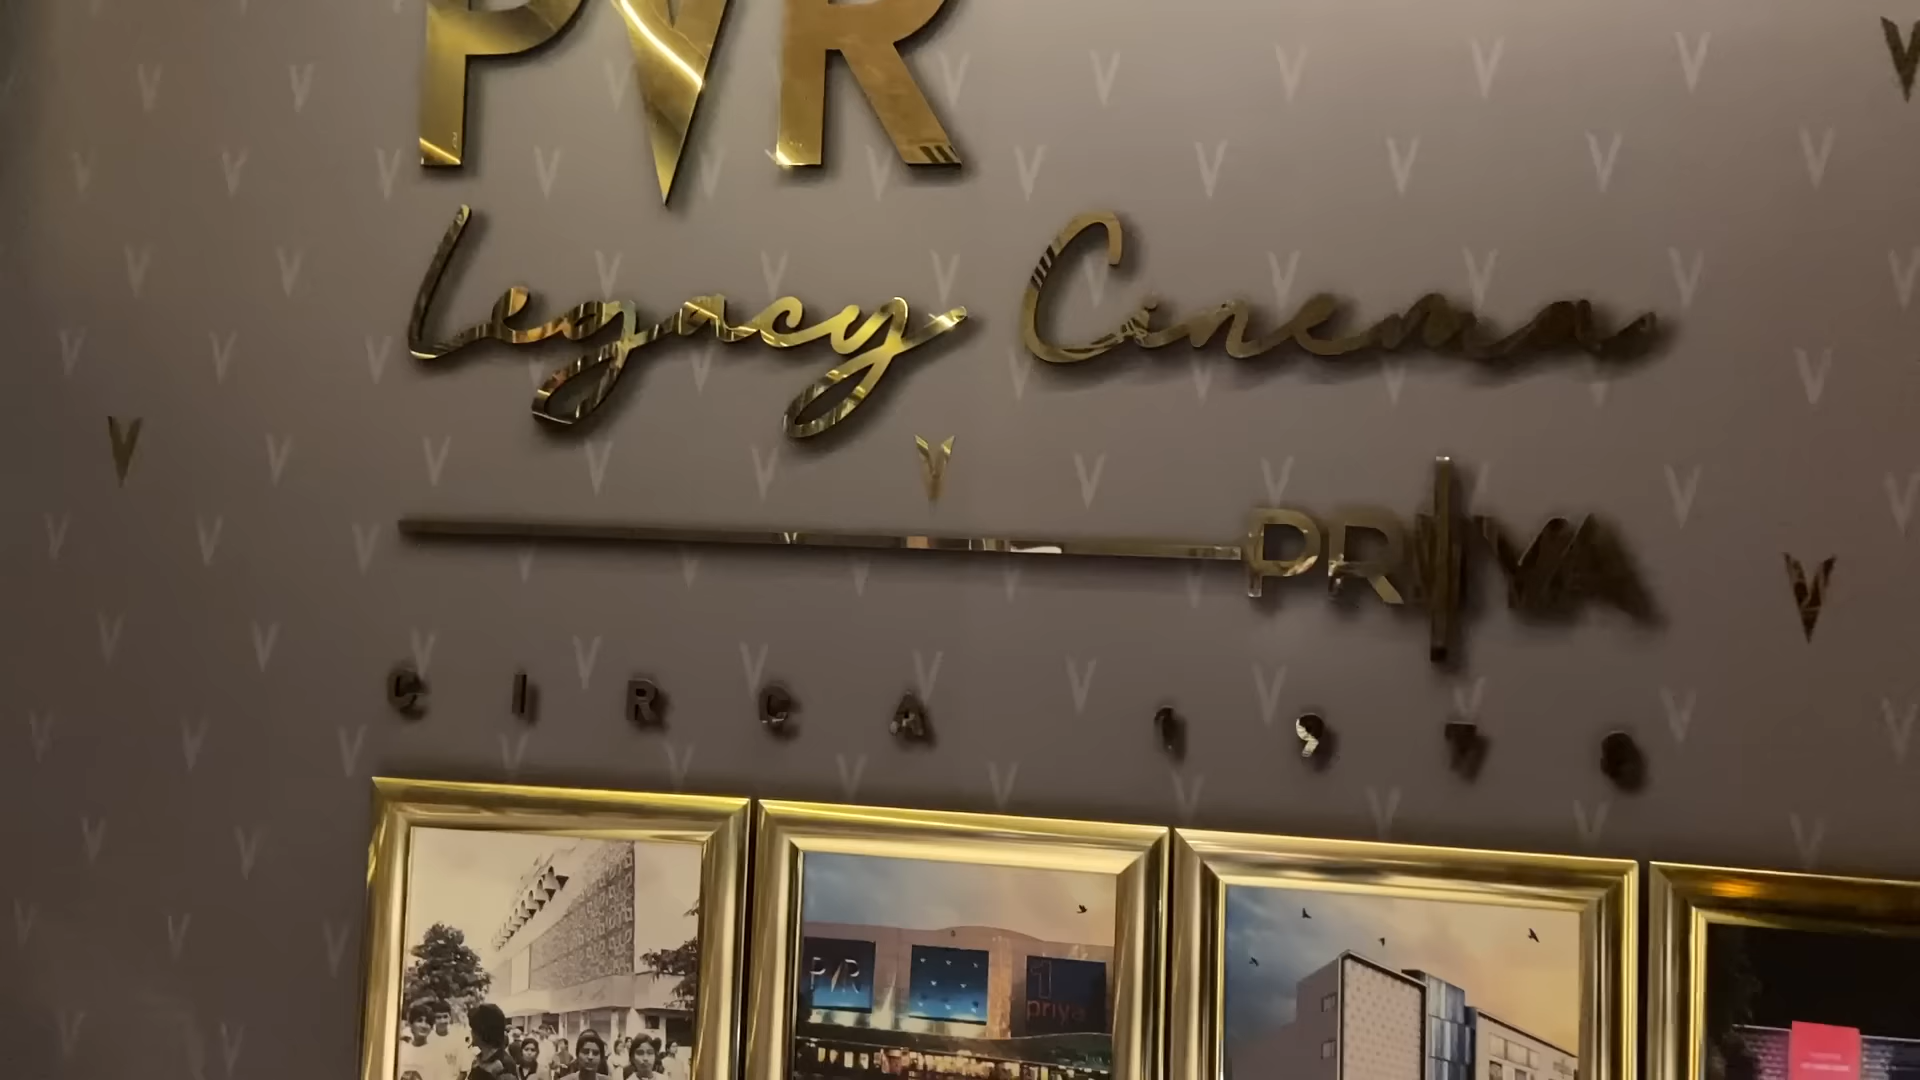 PVR
Legacy Cinema
PRIYA
CIRCA 1978
PVR
priya